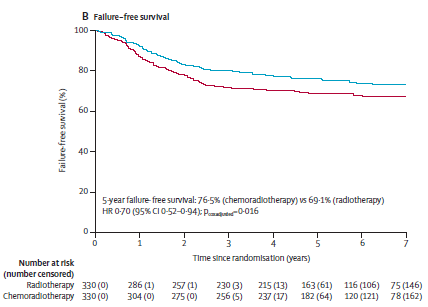 B Failure-free survival
100
80
60
40
20
0
Failure-free survival (%)
5-year failure-free survival: 76·5% (chemoradiotherapy) vs 69·1% (radiotherapy)
HR 0·70 (95% CI 0·52–0·94); pcoxadjusted=0·016
0 1 2 3 4 5 6 7
Time since randomisation (years)
Number at risk
(number censored)
Radiotherapy 330 (0) 286 (1) 257 (1) 230 (3) 215 (13) 163 (61) 116 (106) 75 (146)
Chemoradiotherapy 330 (0) 304 (0) 275 (0) 256 (5) 237 (17) 182 (64) 120 (121) 78 (162)